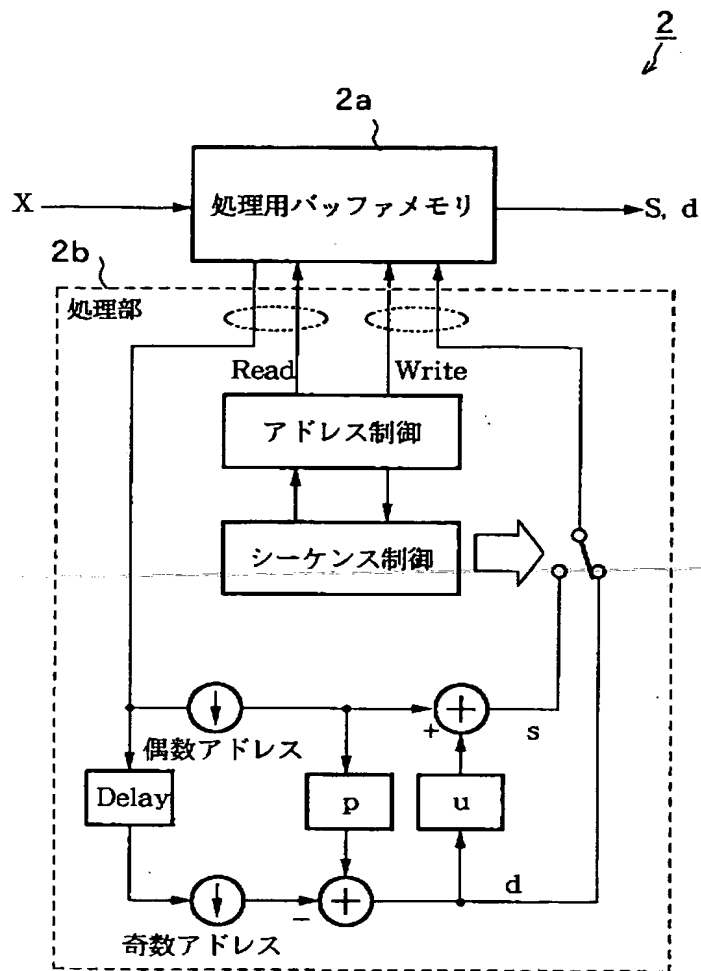 2
2a
X
処理用バッファメモリ
S, d
2b
処理部
Read
Write
アドレス制御
シーケンス制御
+
+
s
偶数アドレス
Delay
p
u
d
−
+
奇数アドレス